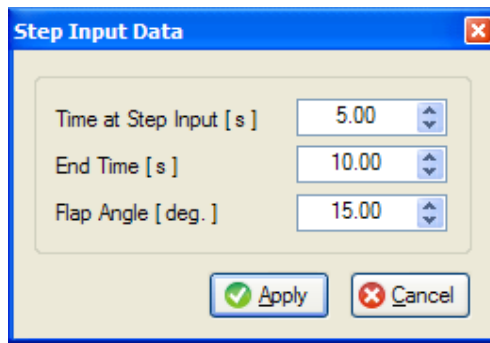 Step Input Data
Time at Step Input [ s ] 5.00
End Time [ s ] 10.00
Flap Angle [ deg. ] 15.00
Apply Cancel